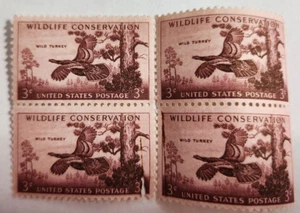 WILDLIFE CONSERVATION WILDLIFE CONSERVATION
WILD TURKEY WILD TURKEY
3¢ 3¢ 3¢ 3¢
UNITED STATES POSTAGE UNITED STATES POSTAGE
WILDLIFE CONSERVATION WILDLIFE CONSERVATION
WILD TURKEY WILD TURKEY
3¢ 3¢ 3¢ 3¢
UNITED STATES POSTAGE UNITED STATES POSTAGE